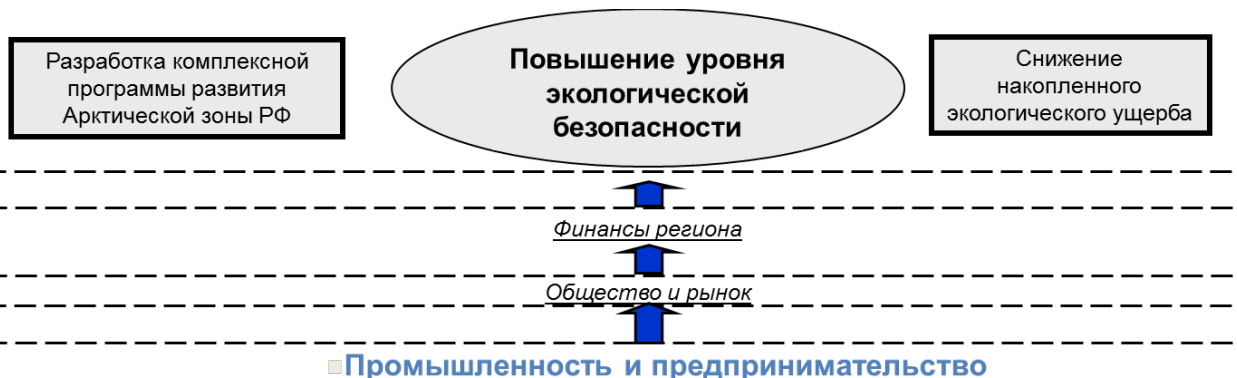 Разработка комплексной
программы развития
Арктической зоны РФ
Повышение уровня
экологической
безопасности
Снижение
накопленного
экологического ущерба
Финансы региона
Общество и рынок
Промышленность и предпринимательство